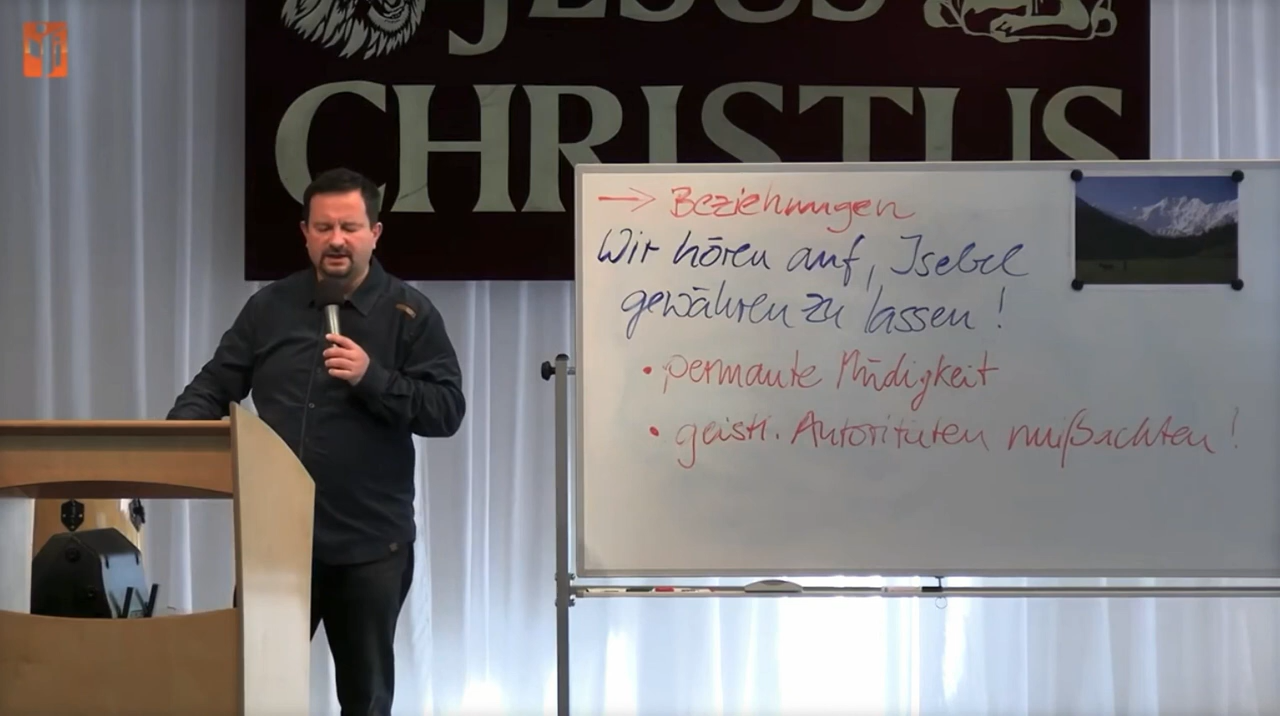 JESUS
CHRISTUS
→ Beziehungen
Wir hören auf, Isebel
gewähren zu lassen!
• permante Müdigkeit
• geistl. Autoritäten mißachten!